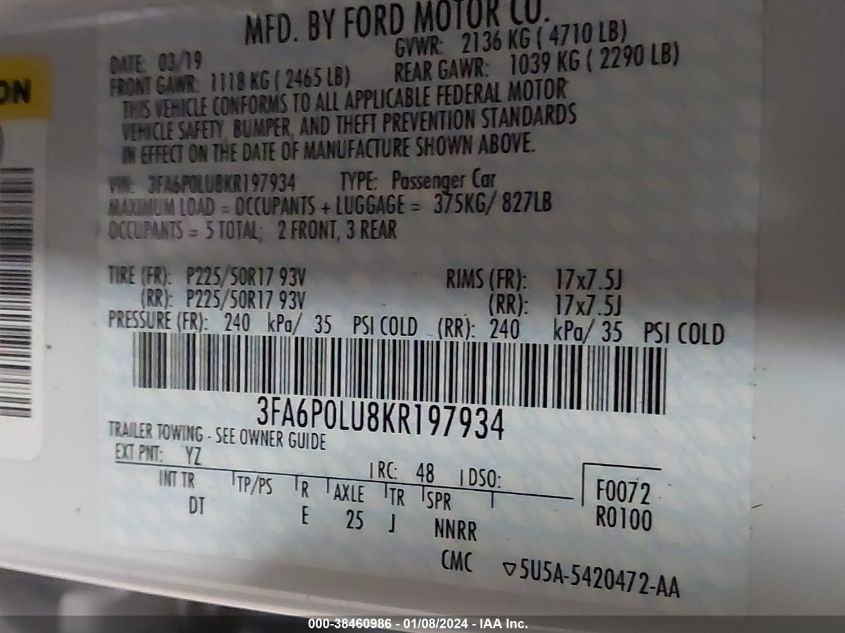 MFD. BY FORD MOTOR CO.
DATE: 03/19 GVWR: 2136 KG ( 4710 LB)
FRONT GAWR: 1118 KG ( 2465 LB) REAR GAWR: 1039 KG ( 2290 LB)
THIS VEHICLE CONFORMS TO ALL APPLICABLE FEDERAL MOTOR
VEHICLE SAFETY, BUMPER, AND THEFT PREVENTION STANDARDS
IN EFFECT ON THE DATE OF MANUFACTURE SHOWN ABOVE.
VIN: 3FA6P0LU8KR197934 TYPE: Passenger Car
MAXIMUM LOAD = OCCUPANTS + LUGGAGE = 375KG/ 827LB
OCCUPANTS = 5 TOTAL; 2 FRONT, 3 REAR
TIRE (FR): P225/50R17 93V RIMS (FR): 17x7.5J
(RR): P225/50R17 93V (RR): 17x7.5J
PRESSURE (FR): 240 kPa/ 35 PSI COLD (RR): 240 kPa/ 35 PSI COLD
3FA6P0LU8KR197934
TRAILER TOWING - SEE OWNER GUIDE
EXT PNT: YZ RC: 48 DSO:
INT TR TP/PS R AXLE TR SPR F0072
DT E 25 J NNRR R0100
CMC ▽5U5A-5420472-AA
000-38460986 - 01/08/2024 - IAA Inc.